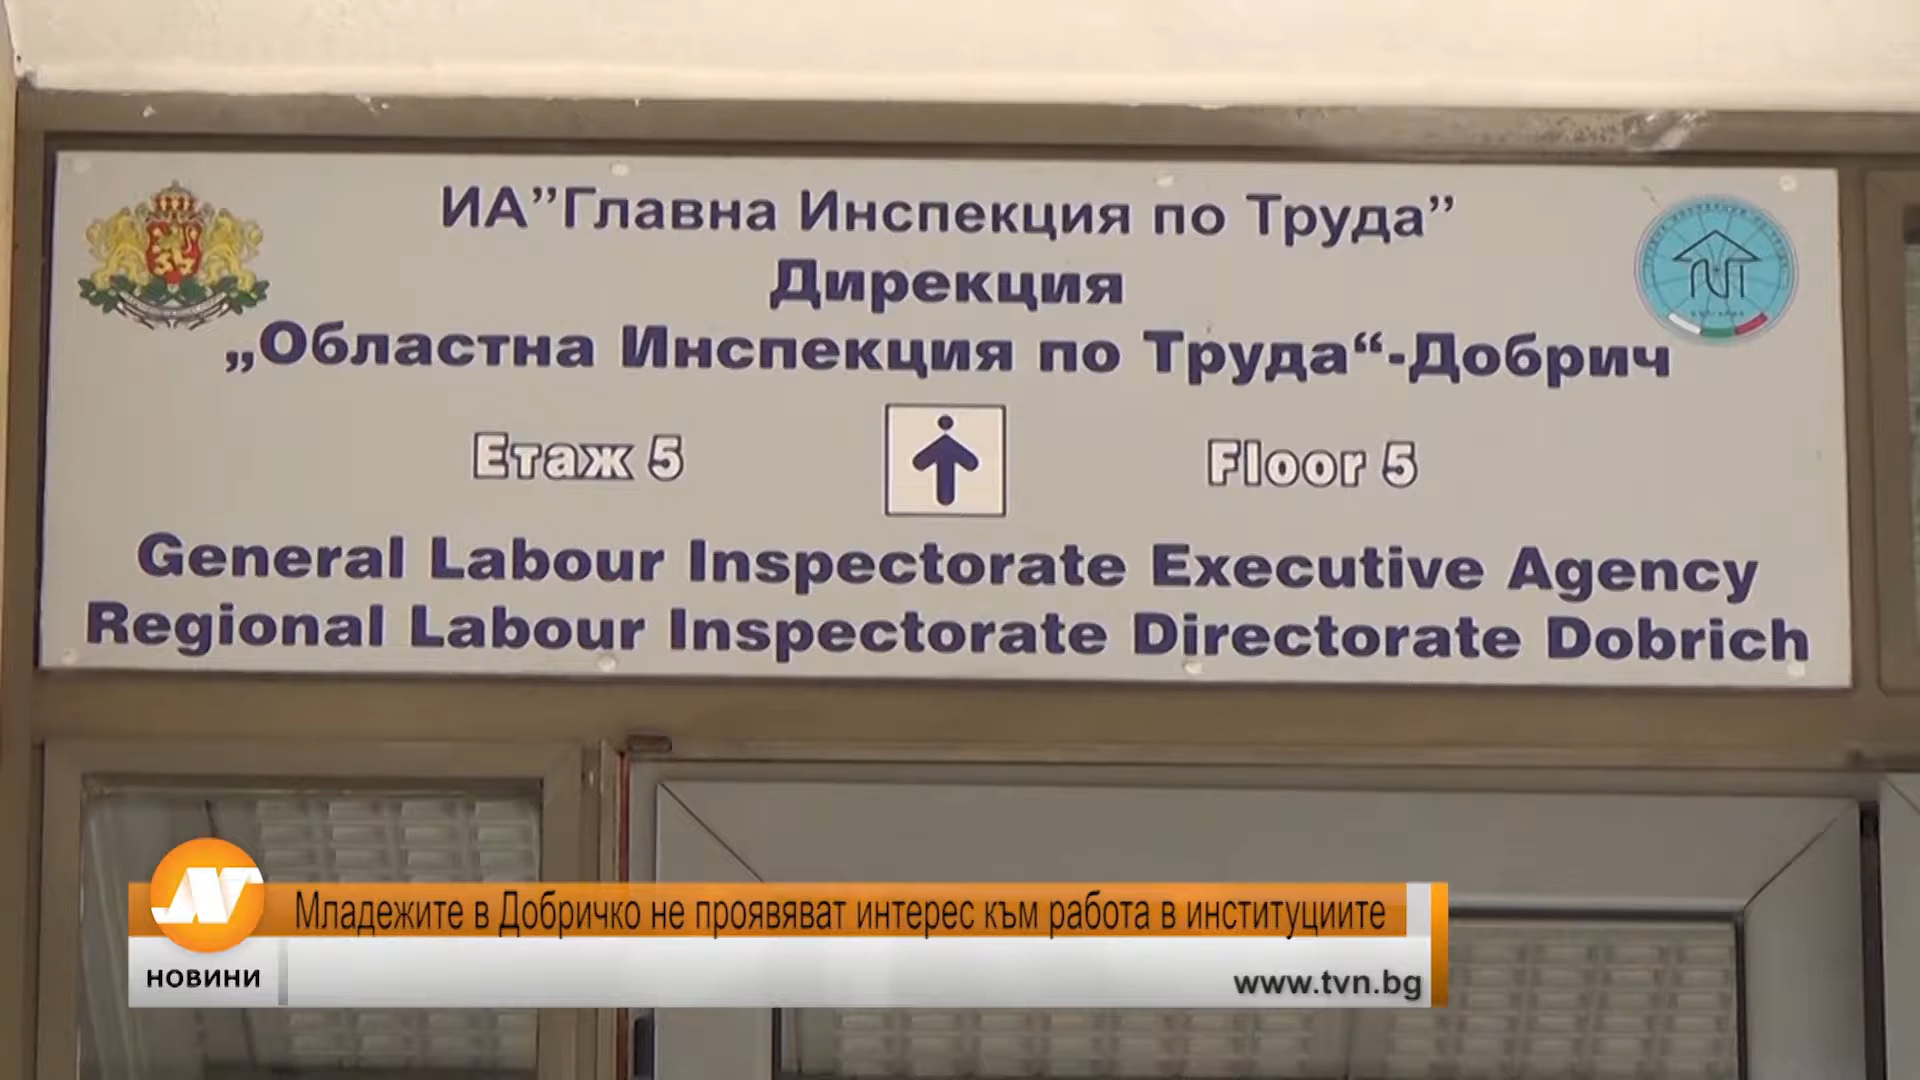 ИА”Главна Инспекция по Труда”
Дирекция
„Областна Инспекция по Труда“-Добрич
Етаж 5
Floor 5
General Labour Inspectorate Executive Agency
Regional Labour Inspectorate Directorate Dobrich
Младежите в Добричко не проявяват интерес към работа в институциите
НОВИНИ
www.tvn.bg